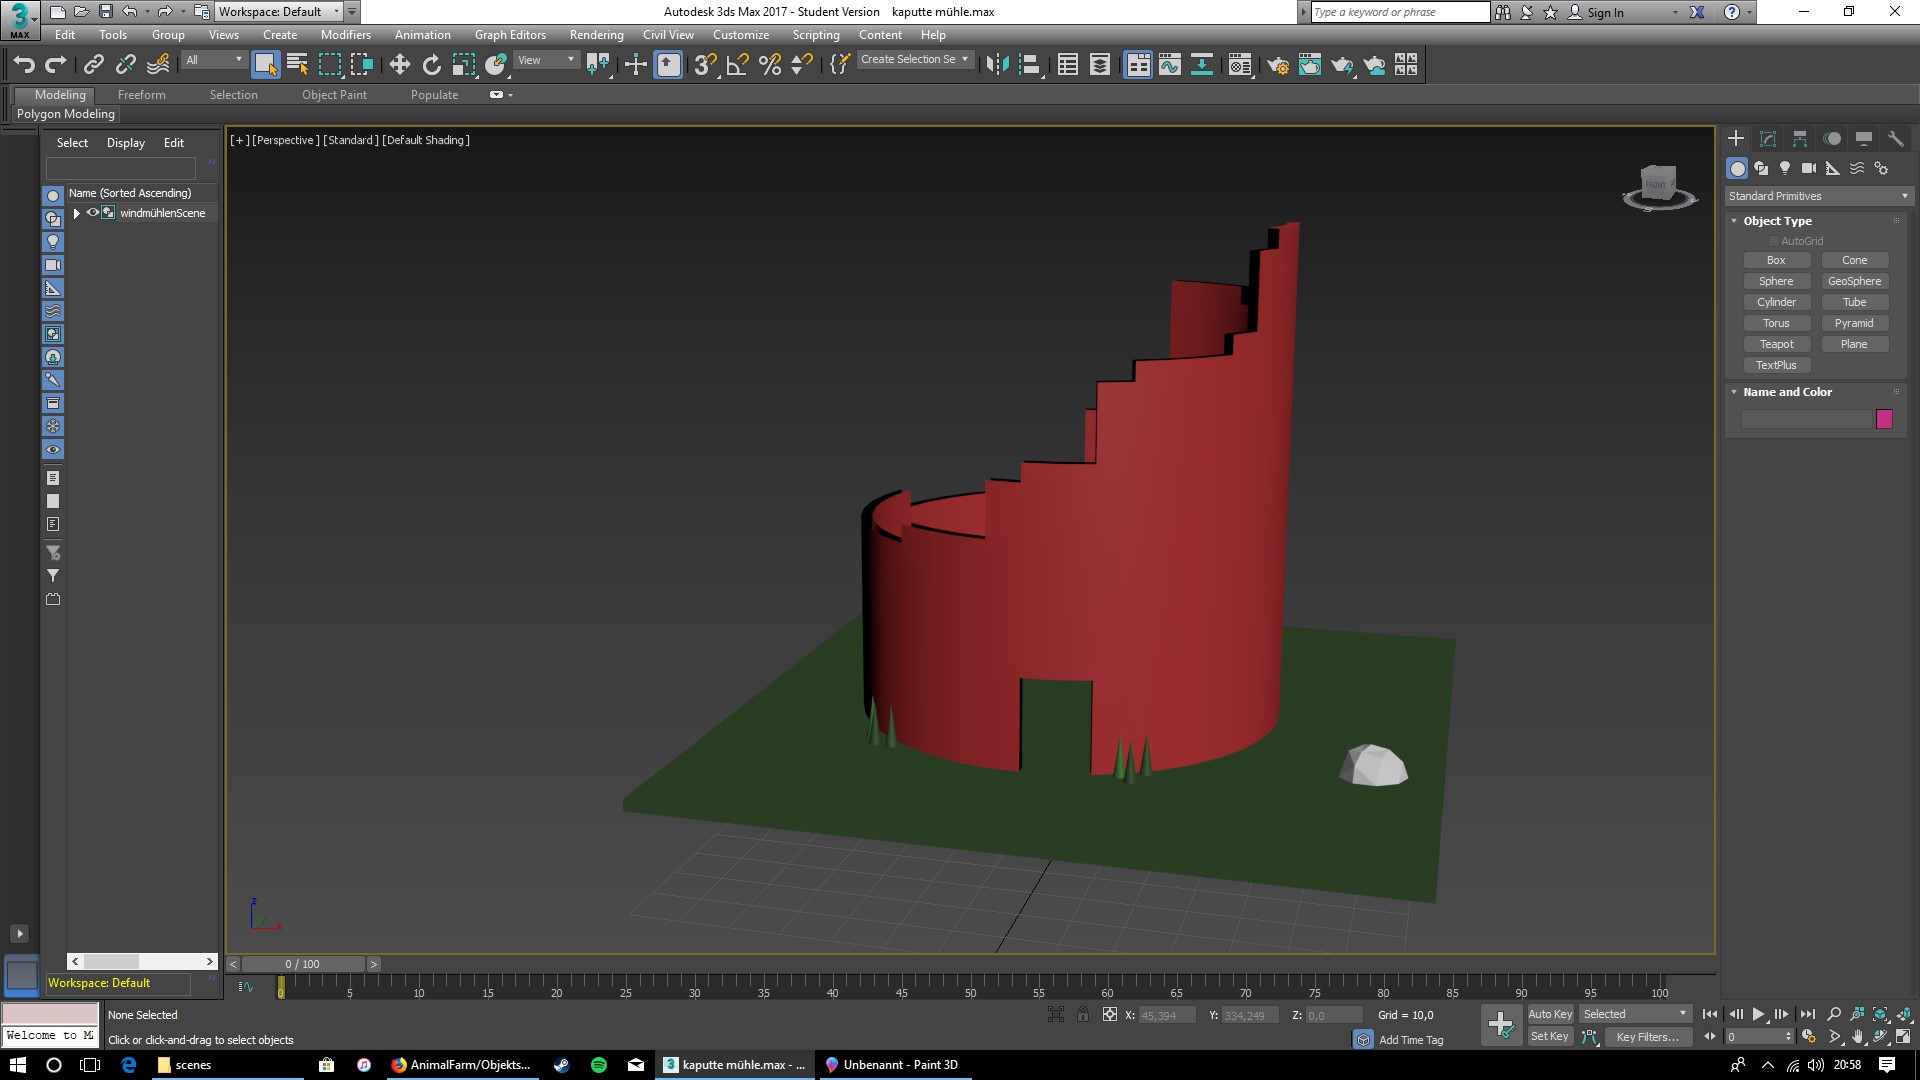 Workspace: Default
Autodesk 3ds Max 2017 - Student Version    kaputte mühle.max
Type a keyword or phrase
Sign In
MAX
Edit Tools Group Views Create Modifiers Animation Graph Editors Rendering Civil View Customize Scripting Content Help
All
View
Create Selection Se
Modeling Freeform Selection Object Paint Populate
Polygon Modeling
Select Display Edit
Name (Sorted Ascending)
windmühlenScene
[+] [Perspective] [Standard] [Default Shading]
FRONT
Standard Primitives
Object Type
AutoGrid
Box Cone
Sphere GeoSphere
Cylinder Tube
Torus Pyramid
Teapot Plane
TextPlus
Name and Color
z
y
x
0 / 100
Workspace: Default
0 5 10 15 20 25 30 35 40 45 50 55 60 65 70 75 80 85 90 95 100
None Selected
X: 45,394 Y: 334,249 Z: 0,0 Grid = 10,0
Auto Key Selected
Welcome to M
Click or click-and-drag to select objects
Add Time Tag
Set Key Key Filters...
0
scenes
AnimalFarm/Objekts...
kaputte mühle.max - ...
Unbenannt - Paint 3D
20:58